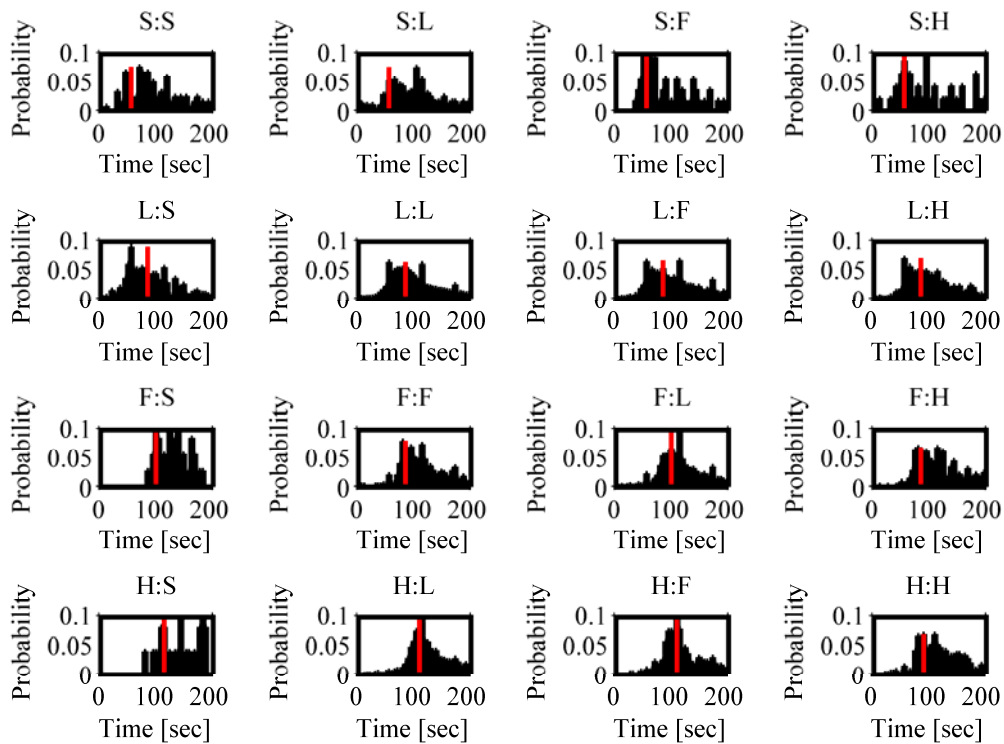 S:S S:L S:F S:H
Probability 0.1 0.05 0 Probability 0.1 0.05 0 Probability 0.1 0.05 0 Probability 0.1 0.05 0
0 100 200 0 100 200 0 100 200 0 100 200
Time [sec] Time [sec] Time [sec] Time [sec]
L:S L:L L:F L:H
Probability 0.1 0.05 0 Probability 0.1 0.05 0 Probability 0.1 0.05 0 Probability 0.1 0.05 0
0 100 200 0 100 200 0 100 200 0 100 200
Time [sec] Time [sec] Time [sec] Time [sec]
F:S F:F F:L F:H
Probability 0.1 0.05 0 Probability 0.1 0.05 0 Probability 0.1 0.05 0 Probability 0.1 0.05 0
0 100 200 0 100 200 0 100 200 0 100 200
Time [sec] Time [sec] Time [sec] Time [sec]
H:S H:L H:F H:H
Probability 0.1 0.05 0 Probability 0.1 0.05 0 Probability 0.1 0.05 0 Probability 0.1 0.05 0
0 100 200 0 100 200 0 100 200 0 100 200
Time [sec] Time [sec] Time [sec] Time [sec]